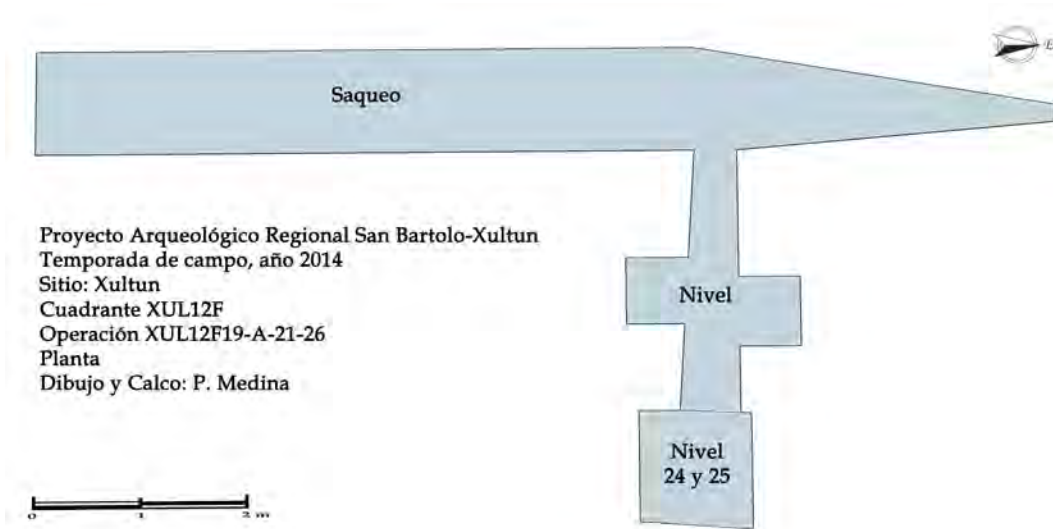 Saqueo
E
Proyecto Arqueológico Regional San Bartolo-Xultun
Temporada de campo, año 2014
Sitio: Xultun
Cuadrante XUL12F
Operación XUL12F19-A-21-26
Planta
Dibujo y Calco: P. Medina
Nivel
Nivel
24 y 25
0 1 2 m